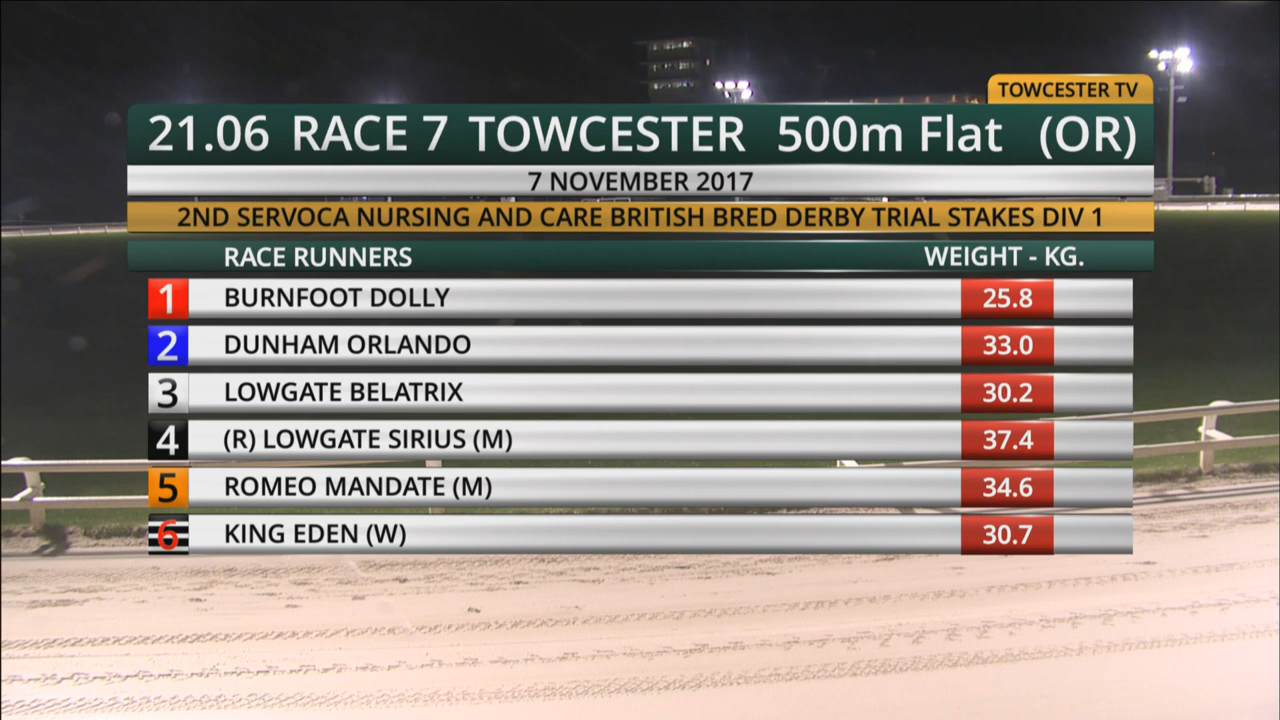 TOWCESTER TV
21.06 RACE 7 TOWCESTER 500m Flat (OR)
7 NOVEMBER 2017
2ND SERVOCA NURSING AND CARE BRITISH BRED DERBY TRIAL STAKES DIV 1
RACE RUNNERS WEIGHT - KG.
1 BURNFOOT DOLLY 25.8
2 DUNHAM ORLANDO 33.0
3 LOWGATE BELATRIX 30.2
4 (R) LOWGATE SIRIUS (M) 37.4
5 ROMEO MANDATE (M) 34.6
6 KING EDEN (W) 30.7